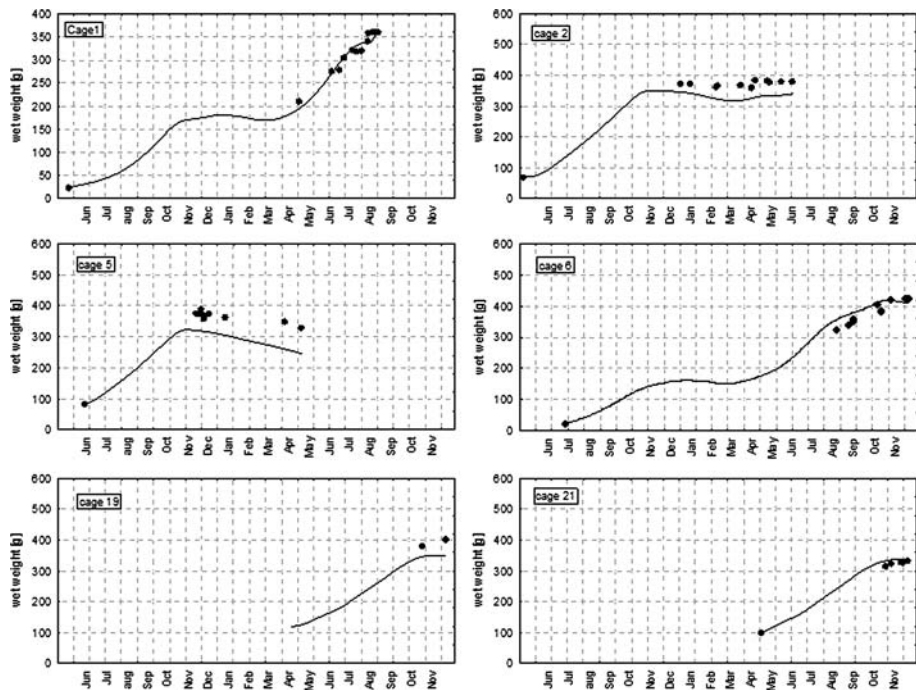 Cage1
wet weight [g]
400
350
300
250
200
150
100
50
0
Jun Jul aug Sep Oct Nov Dec Jan Feb Mar Apr May Jun Jul Aug Sep Oct Nov
cage 2
wet weight [g]
600
500
400
300
200
100
0
Jun Jul aug Sep Oct Nov Dec Jan Feb Mar Apr May Jun Jul Aug Sep Oct Nov
cage 5
wet weight [g]
600
500
400
300
200
100
0
Jun Jul aug Sep Oct Nov Dec Jan Feb Mar Apr May Jun Jul Aug Sep Oct Nov
cage 6
wet weight [g]
600
500
400
300
200
100
0
Jun Jul aug Sep Oct Nov Dec Jan Feb Mar Apr May Jun Jul Aug Sep Oct Nov
cage 19
wet weight [g]
600
500
400
300
200
100
0
Jun Jul aug Sep Oct Nov Dec Jan Feb Mar Apr May Jun Jul Aug Sep Oct Nov
cage 21
wet weight [g]
600
500
400
300
200
100
0
Jun Jul aug Sep Oct Nov Dec Jan Feb Mar Apr May Jun Jul Aug Sep Oct Nov